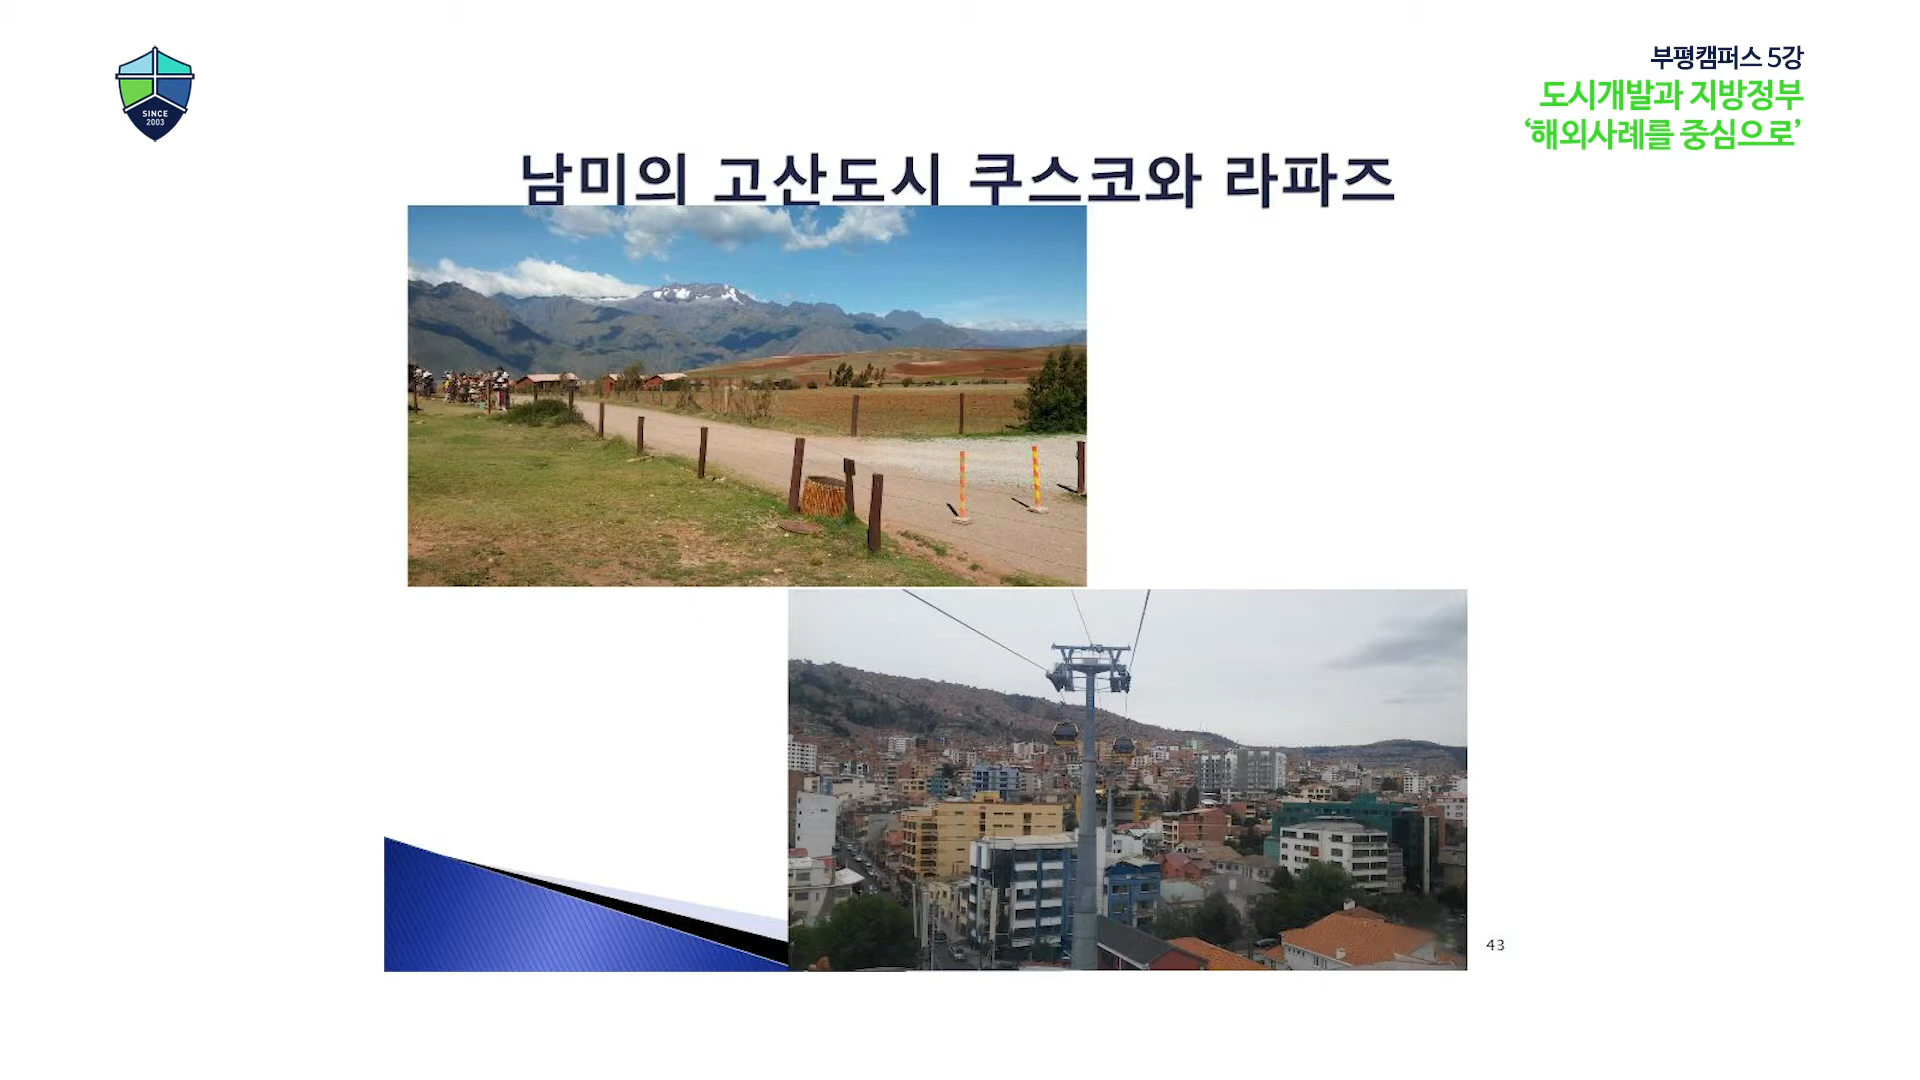 SINCE
2003
부평캠퍼스 5강
도시개발과 지방정부
‘해외사례를 중심으로’
남미의 고산도시 쿠스코와 라파즈
43